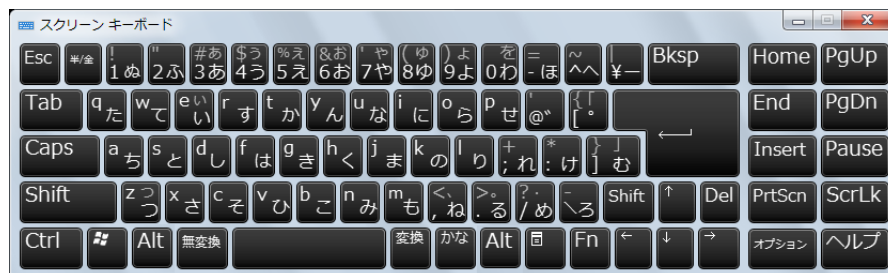 スクリーン キーボード
Esc 半/全 ! 1 ぬ " 2 ふ # あ 3 あ $ う 4 う % え 5 え & お 6 お ' や 7 や ( ゆ 8 ゆ ) よ 9 よ を 0 わ = - ほ ~ ^ へ | ¥ ー Bksp Home PgUp
Tab q た w て e い い r す t か y ん u な i に o ら p せ ' @ ゛ { 「 [ ゜ End PgDn
Caps a ち s と d し f は g き h く j ま k の l り + ; れ * : け } 」 ] む ← Insert Pause
Shift z つ つ x さ c そ v ひ b こ n み m も < 、 , ね > 。 . る ? ・ / め _ \ ろ Shift ↑ Del PrtScn ScrLk
Ctrl Alt 無変換 変換 かな Alt Fn ← ↓ → オプション ヘルプ